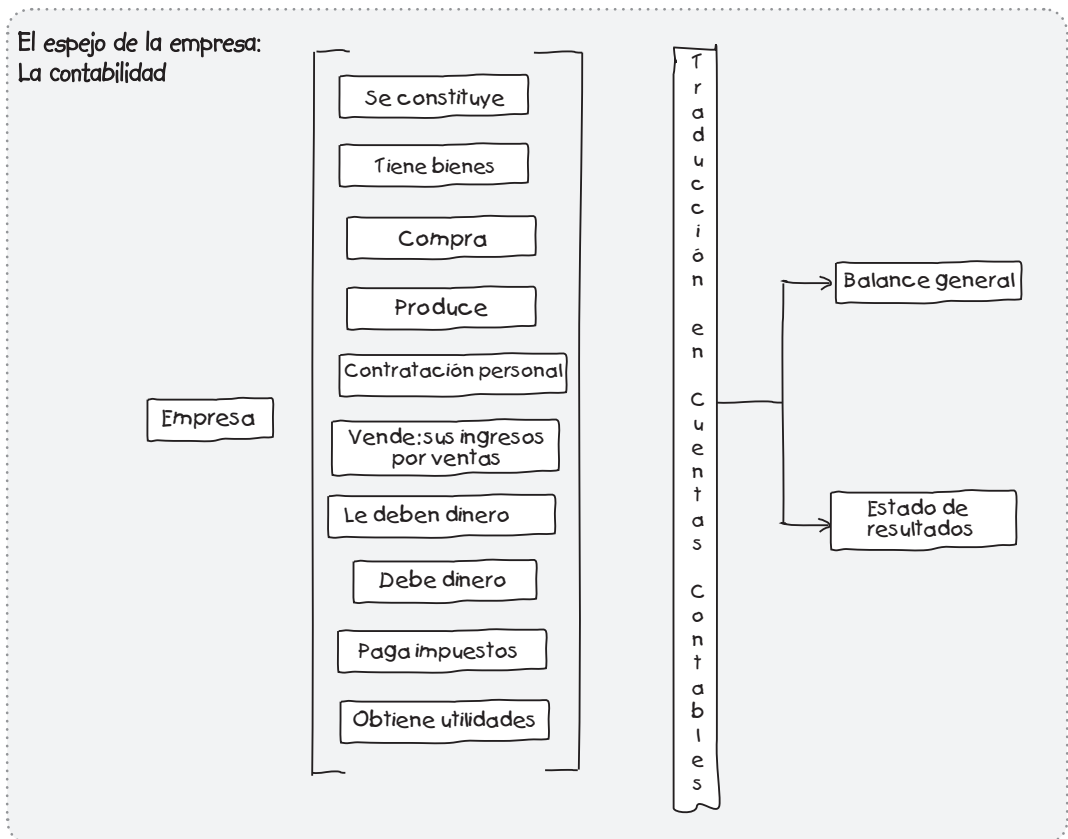 El espejo de la empresa:
La contabilidad
Empresa
Se constituye
Tiene bienes
Compra
Produce
Contratación personal
Vende:sus ingresos
por ventas
Le deben dinero
Debe dinero
Paga impuestos
Obtiene utilidades
Traducción en Cuentas Contables
Balance general
Estado de
resultados